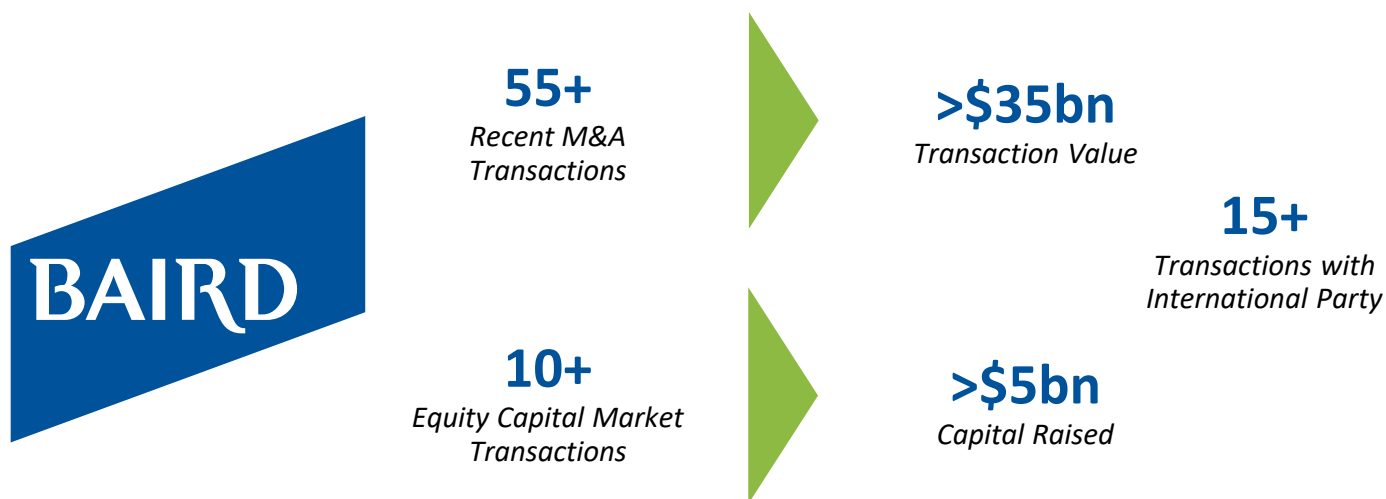 BAIRD
55+
Recent M&A
Transactions
>$35bn
Transaction Value
10+
Equity Capital Market
Transactions
>$5bn
Capital Raised
15+
Transactions with
International Party